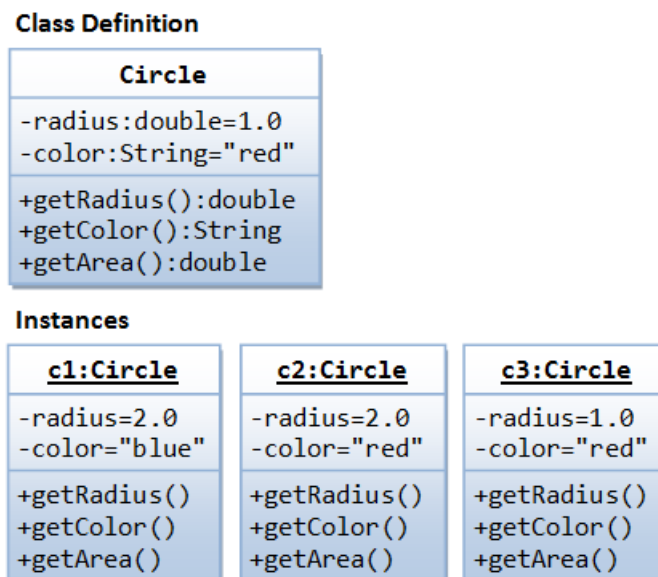 Class Definition
Circle
-radius:double=1.0
-color:String="red"
+getRadius():double
+getColor():String
+getArea():double
Instances
c1:Circle
-radius=2.0
-color="blue"
+getRadius()
+getColor()
+getArea()
c2:Circle
-radius=2.0
-color="red"
+getRadius()
+getColor()
+getArea()
c3:Circle
-radius=1.0
-color="red"
+getRadius()
+getColor()
+getArea()